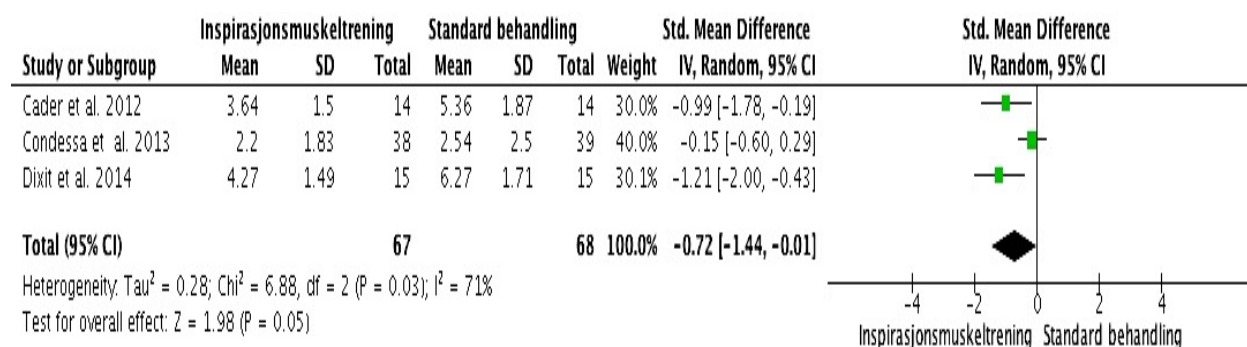 Inspirasjonsmuskeltrening Standard behandling Std. Mean Difference Std. Mean Difference
Study or Subgroup Mean SD Total Mean SD Total Weight IV, Random, 95% CI IV, Random, 95% CI
Cader et al. 2012 3.64 1.5 14 5.36 1.87 14 30.0% -0.99 [-1.78, -0.19]
Condessa et al. 2013 2.2 1.83 38 2.54 2.5 39 40.0% -0.15 [-0.60, 0.29]
Dixit et al. 2014 4.27 1.49 15 6.27 1.71 15 30.1% -1.21 [-2.00, -0.43]
Total (95% CI) 67 68 100.0% -0.72 [-1.44, -0.01]
Heterogeneity: Tau² = 0.28; Chi² = 6.88, df = 2 (P = 0.03); I² = 71%
Test for overall effect: Z = 1.98 (P = 0.05)
-4 -2 0 2 4
Inspirasjonsmuskeltrening Standard behandling